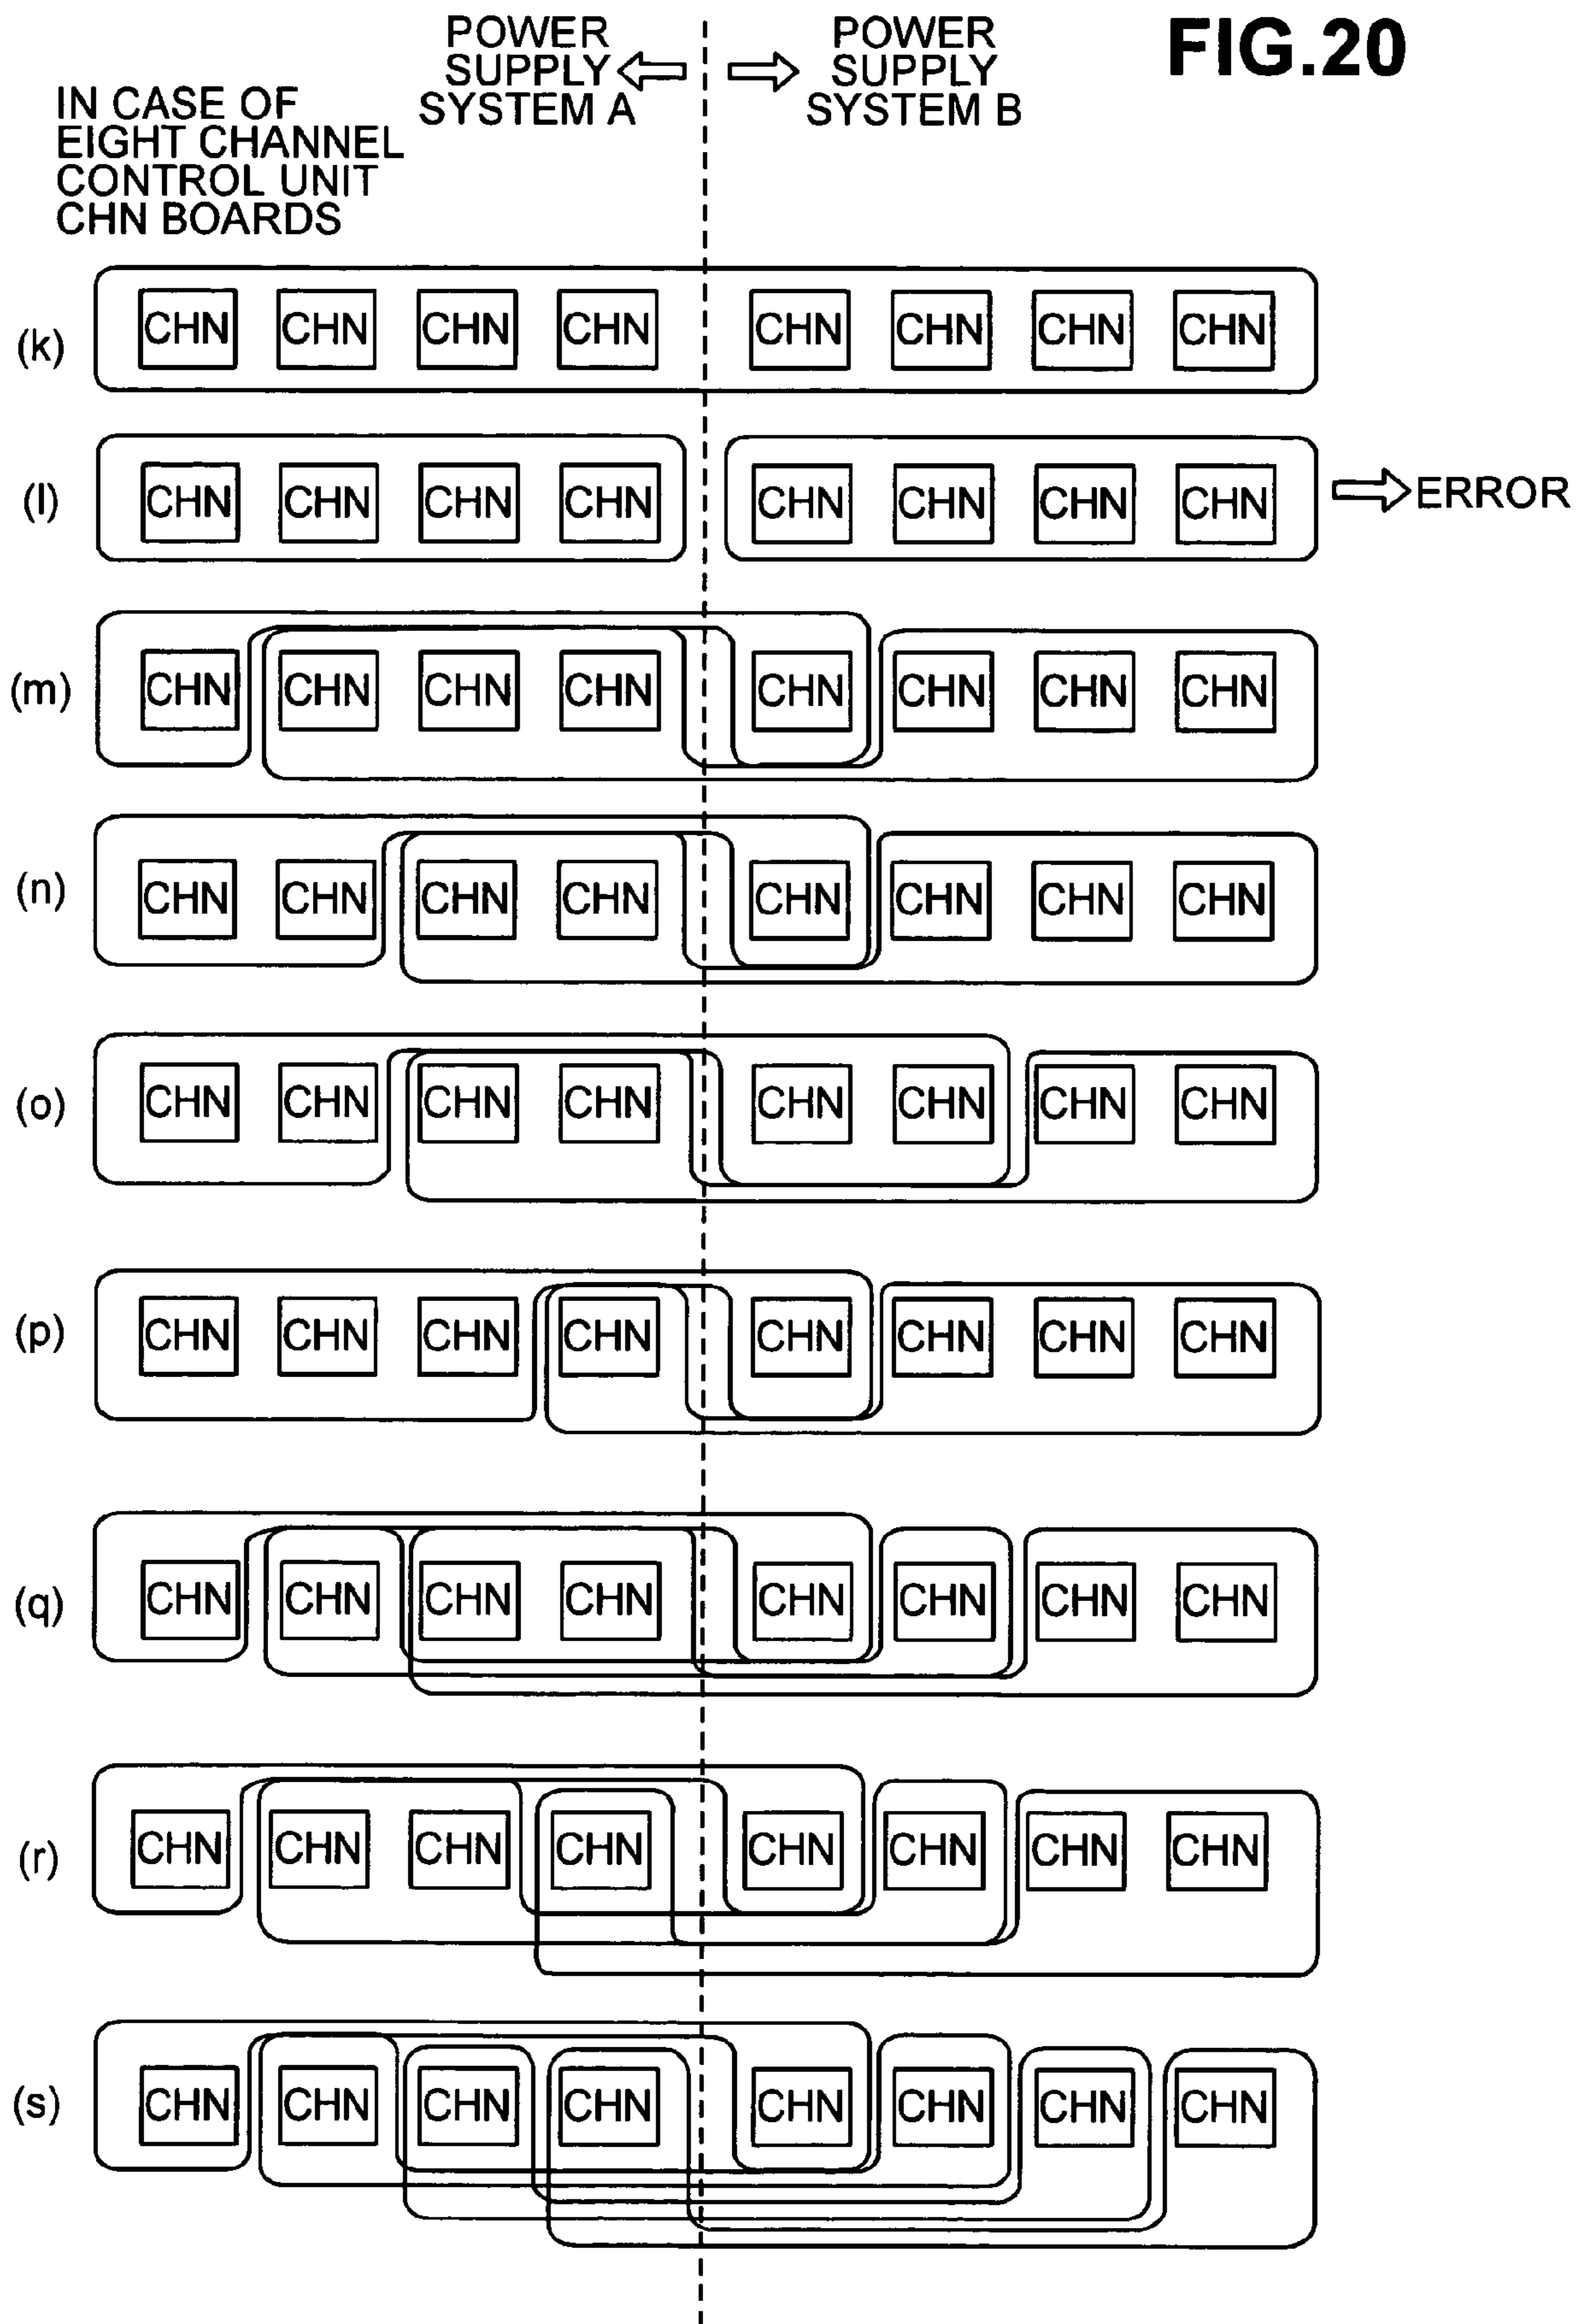 FIG.20
POWER
SUPPLY
SYSTEM A
POWER
SUPPLY
SYSTEM B
IN CASE OF
EIGHT CHANNEL
CONTROL UNIT
CHN BOARDS
(k) CHN CHN CHN CHN CHN CHN CHN CHN
(l) CHN CHN CHN CHN CHN CHN CHN CHN ERROR
(m) CHN CHN CHN CHN CHN CHN CHN CHN
(n) CHN CHN CHN CHN CHN CHN CHN CHN
(o) CHN CHN CHN CHN CHN CHN CHN CHN
(p) CHN CHN CHN CHN CHN CHN CHN CHN
(q) CHN CHN CHN CHN CHN CHN CHN CHN
(r) CHN CHN CHN CHN CHN CHN CHN CHN
(s) CHN CHN CHN CHN CHN CHN CHN CHN